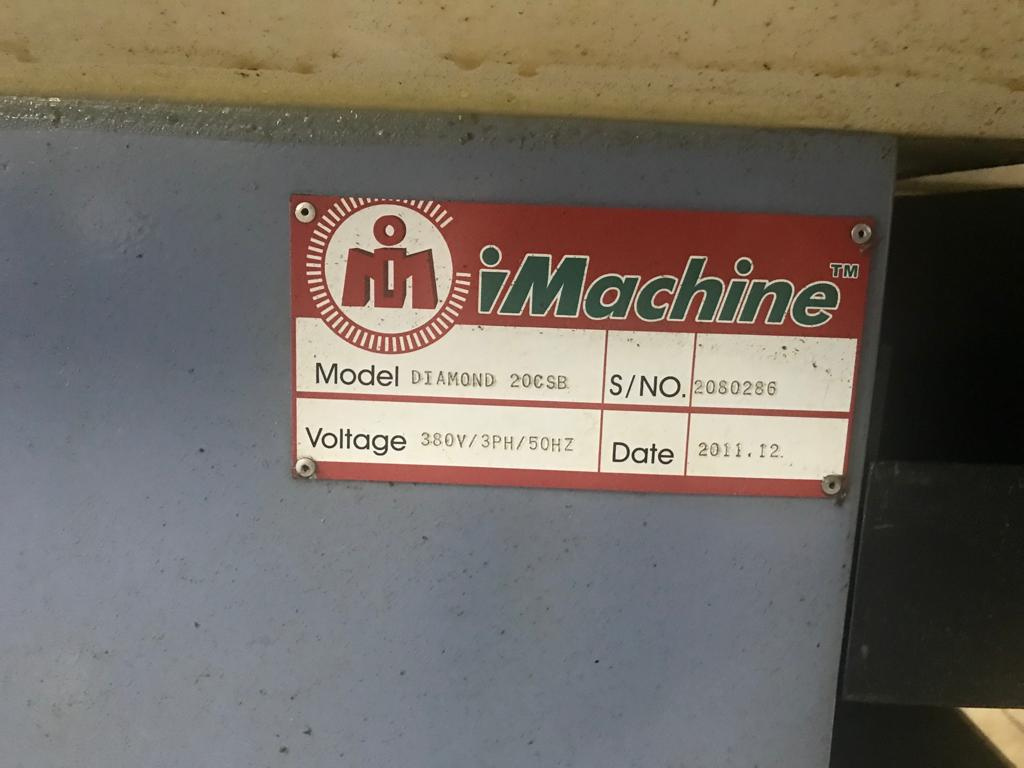 iMachine™
Model DIAMOND 20CSB S/NO. 2080286
Voltage 380V/3PH/50HZ Date 2011.12.